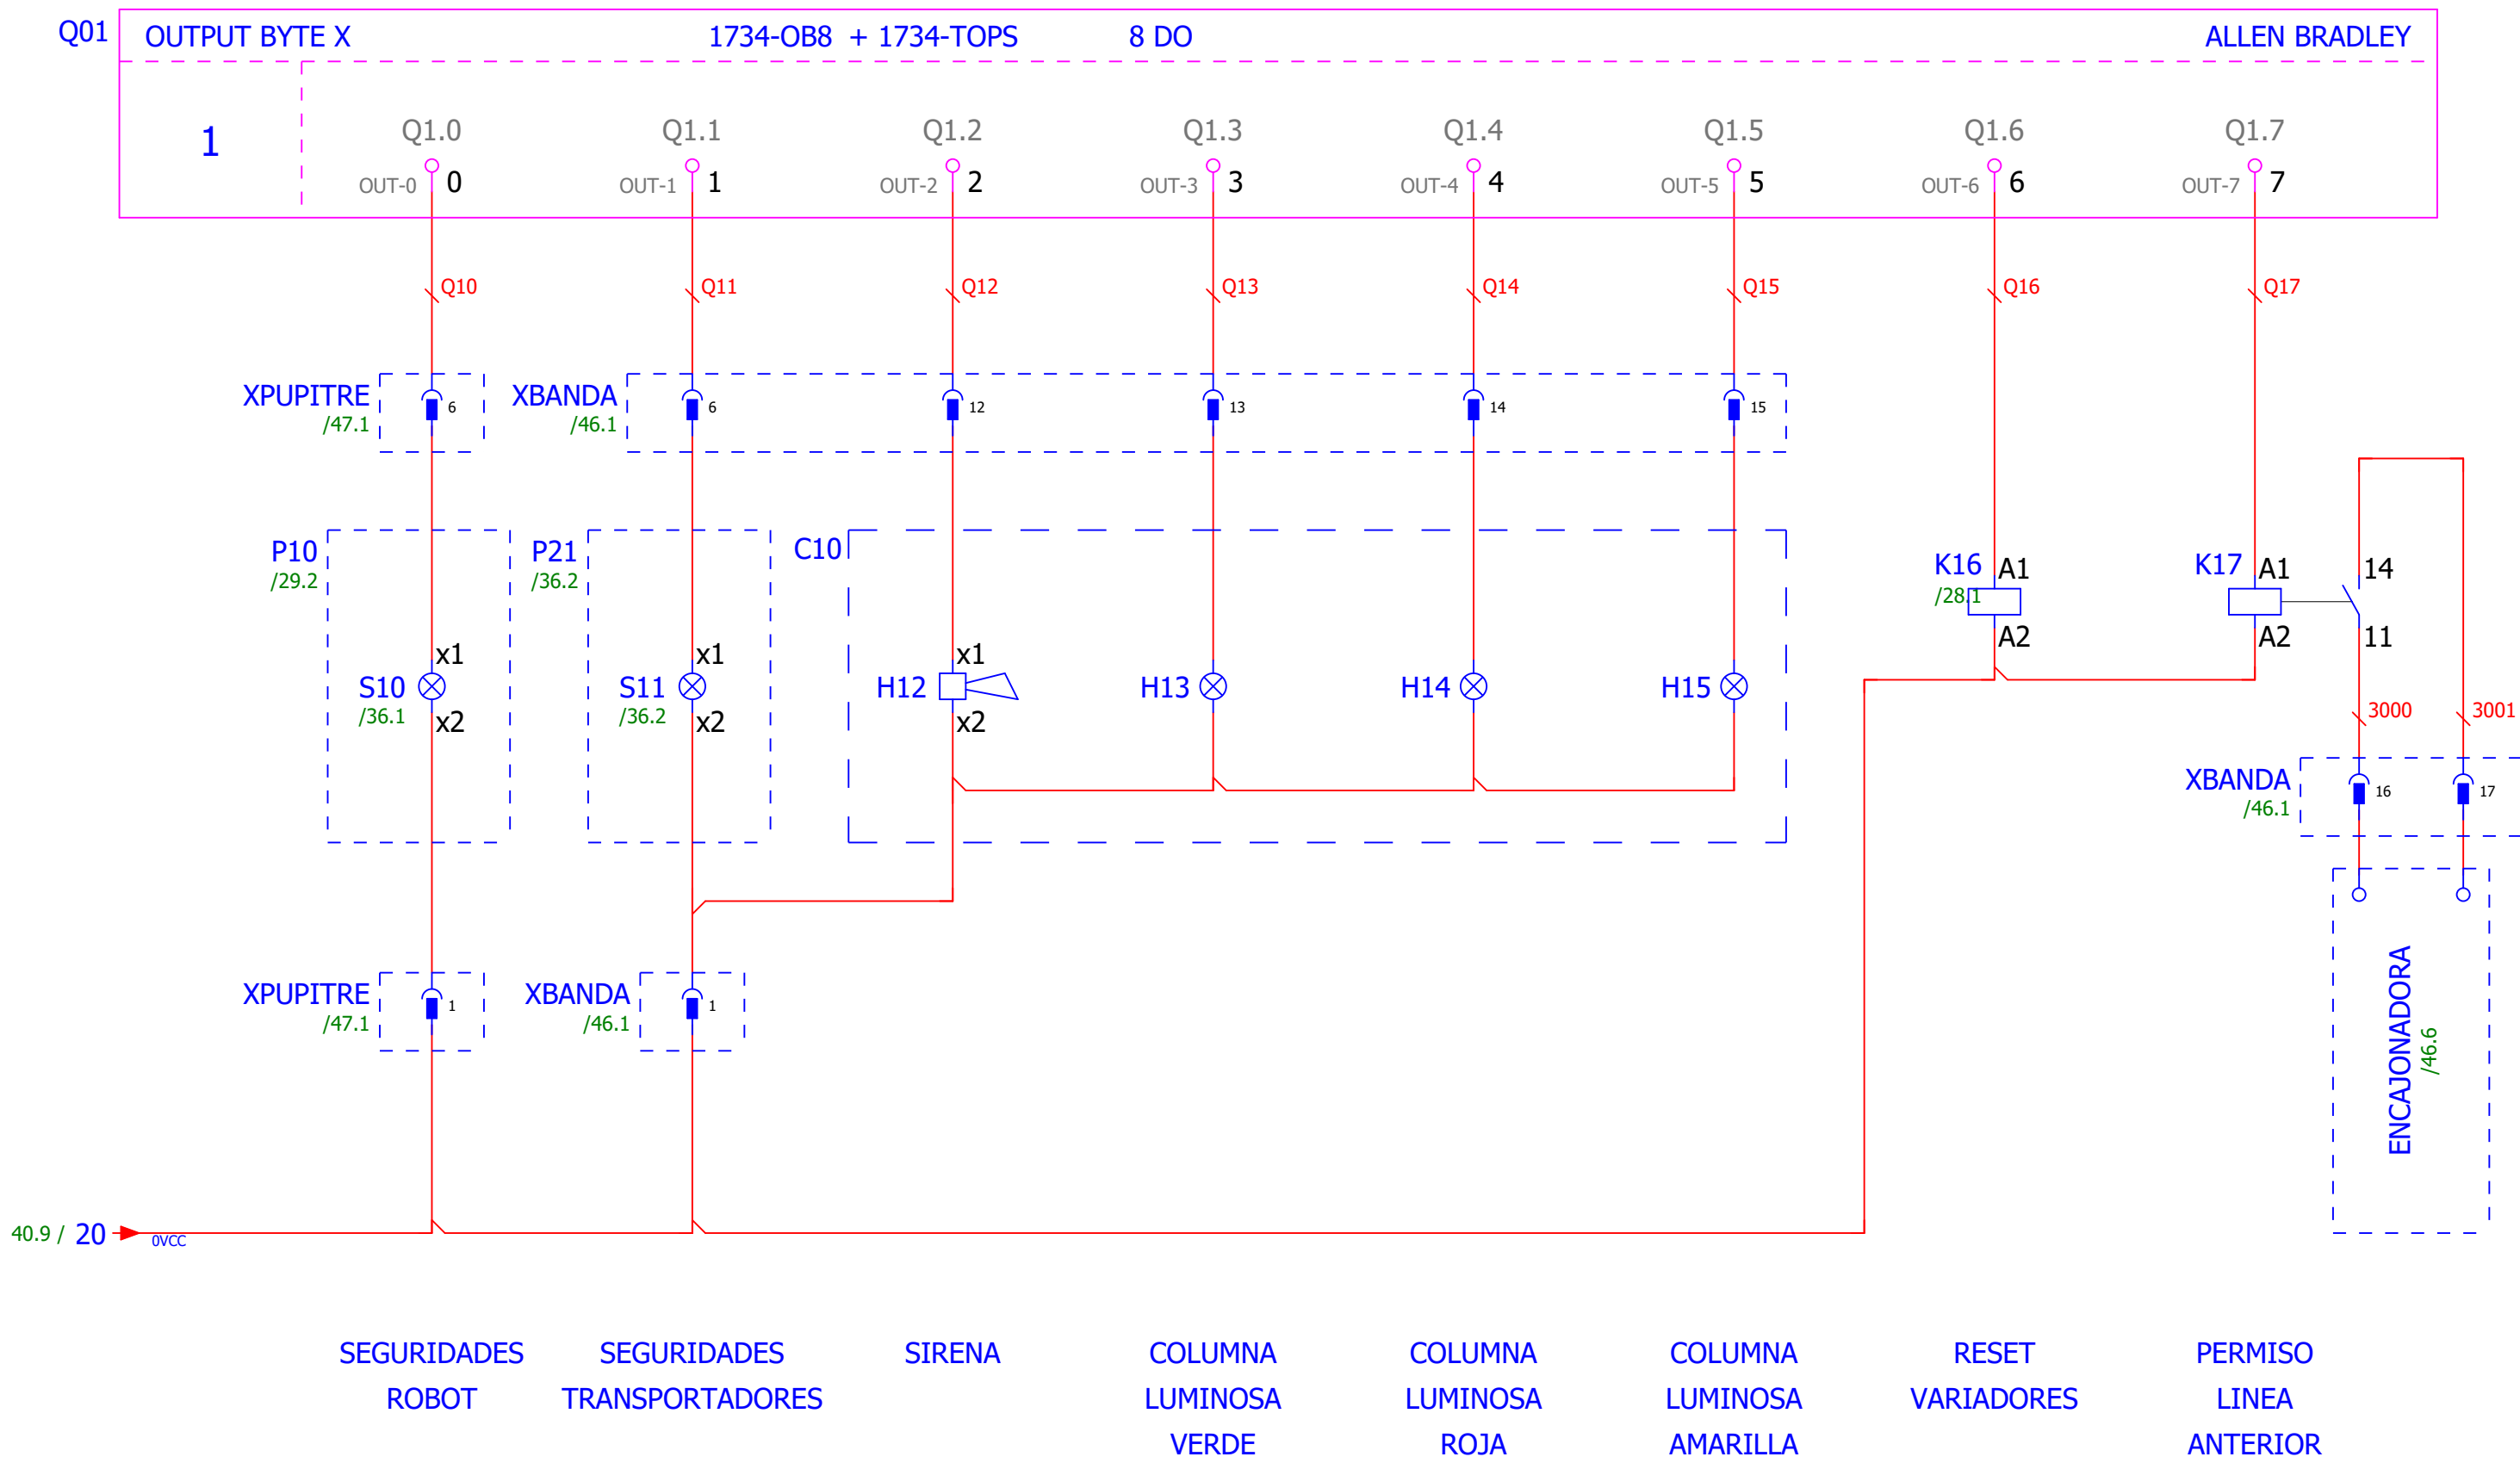 Q01 OUTPUT BYTE X 1734-OB8 + 1734-TOPS 8 DO ALLEN BRADLEY
1
Q1.0 Q1.1 Q1.2 Q1.3 Q1.4 Q1.5 Q1.6 Q1.7
OUT-0 0 OUT-1 1 OUT-2 2 OUT-3 3 OUT-4 4 OUT-5 5 OUT-6 6 OUT-7 7
Q10 Q11 Q12 Q13 Q14 Q15 Q16 Q17
XPUPITRE 6 XBANDA 6 12 13 14 15
/47.1 /46.1
P10 P21 C10 K16 A1 K17 A1 14
/29.2 /36.2 /28.1
A2 A2 11
x1 x1 x1
S10 S11 H12 H13 H14 H15
/36.1 /36.2
x2 x2 x2
3000 3001
XBANDA 16 17
/46.1
ENCAJONADORA
/46.6
XPUPITRE 1 XBANDA 1
/47.1 /46.1
40.9 / 20 0VCC
SEGURIDADES SEGURIDADES SIRENA COLUMNA COLUMNA COLUMNA RESET PERMISO
ROBOT TRANSPORTADORES LUMINOSA LUMINOSA LUMINOSA VARIADORES LINEA
VERDE ROJA AMARILLA ANTERIOR